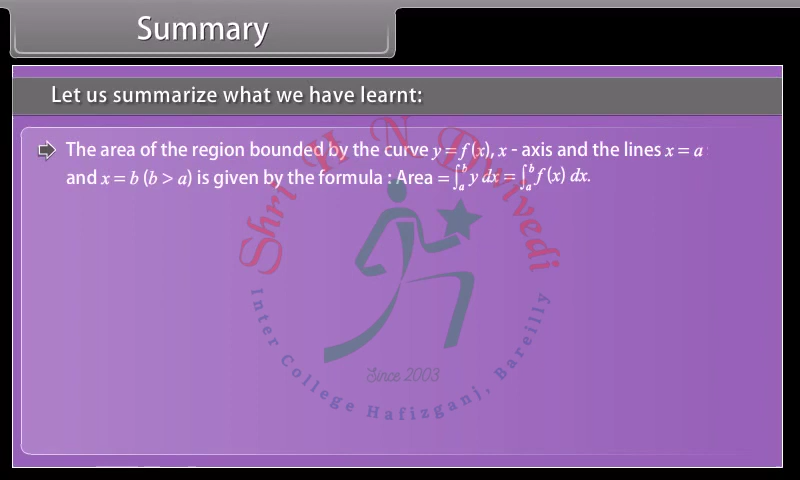 Summary
Let us summarize what we have learnt:
The area of the region bounded by the curve y = f (x), x - axis and the lines x = a
and x = b (b > a) is given by the formula : Area = ∫ₐᵇ y dx = ∫ₐᵇ f (x) dx.
Shri H N Dwivedi
Since 2003
Inter College Hafizganj, Bareilly